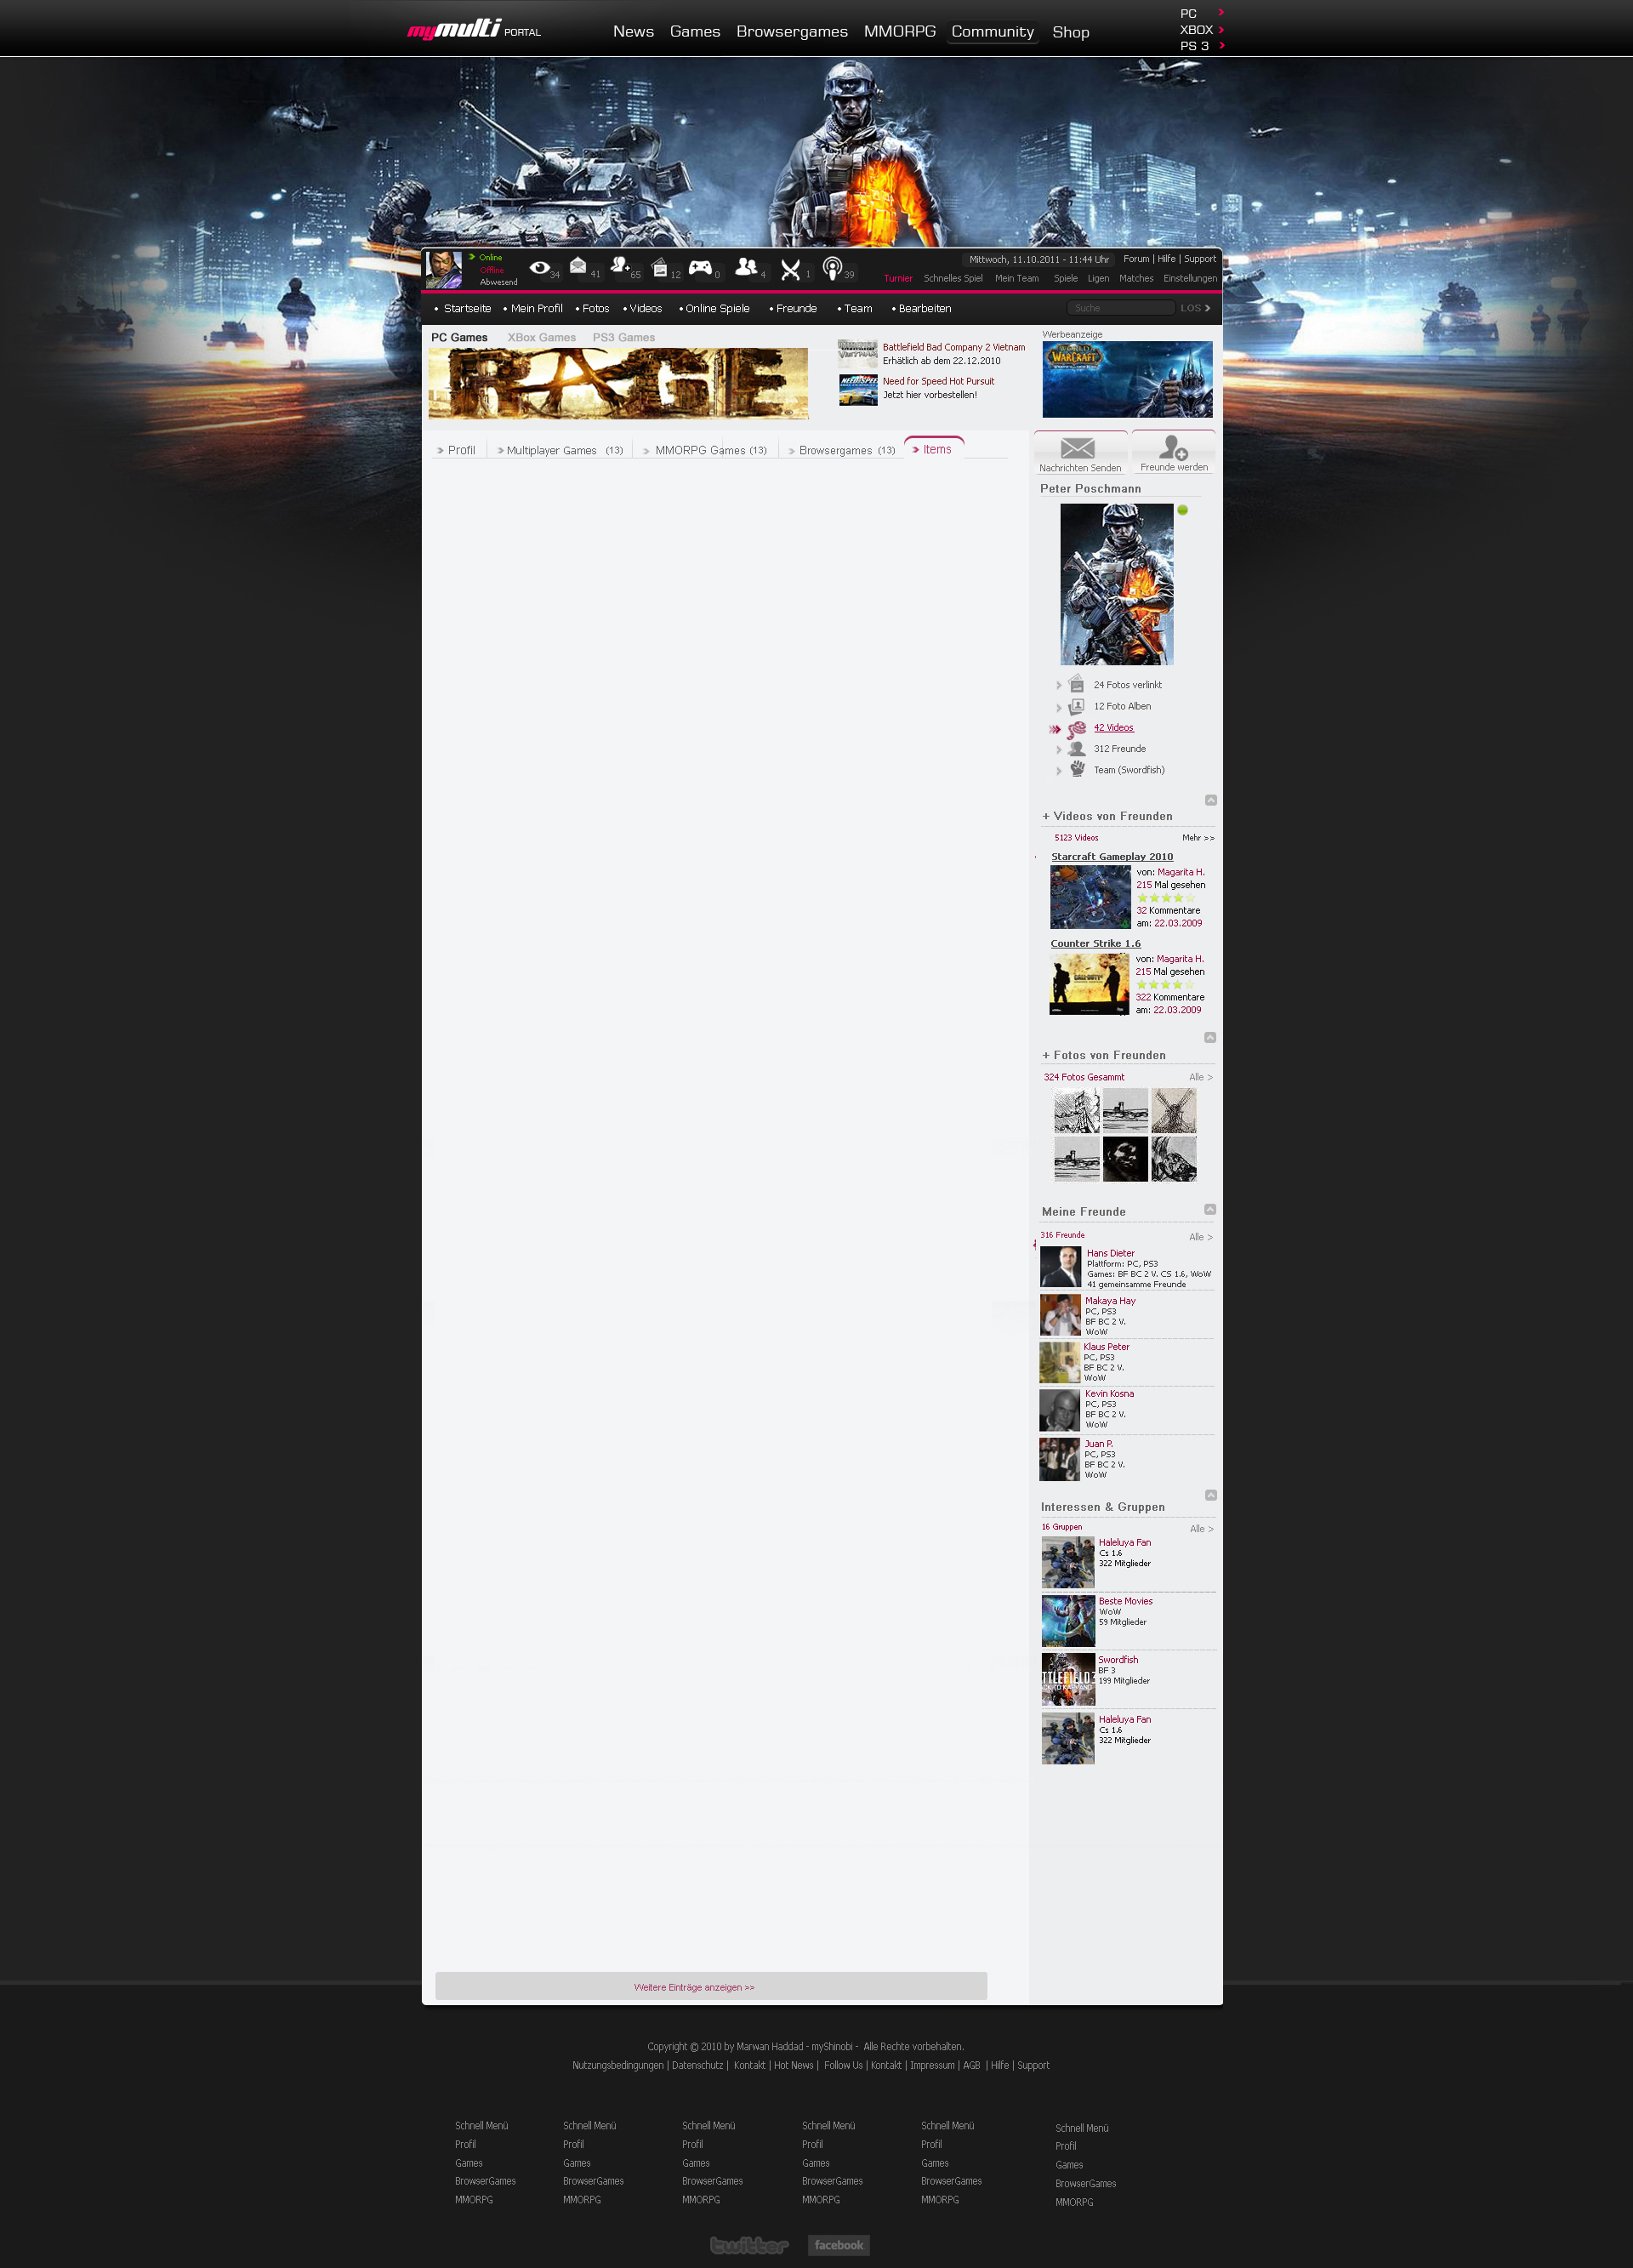 mymulti PORTAL
News Games Browsergames MMORPG Community Shop
PC
XBOX
PS 3
Online
Offline
Abwesend
34 41 65 12 0 4 1 39
Mittwoch, 11.10.2011 - 11:44 Uhr
Forum | Hilfe | Support
Turnier Schnelles Spiel Mein Team Spiele Ligen Matches Einstellungen
Startseite Mein Profil Fotos Videos Online Spiele Freunde Team Bearbeiten
Suche LOS
PC Games XBox Games PS3 Games
RAGE
VIETNAM
Battlefield Bad Company 2 Vietnam
Erhätlich ab dem 22.12.2010
Need for Speed Hot Pursuit
Jetzt hier vorbestellen!
Werbeanzeige
WORLD WARCRAFT
Profil Multiplayer Games (13) MMORPG Games (13) Browsergames (13) Items
Nachrichten Senden
Freunde werden
Peter Poschmann
24 Fotos verlinkt
12 Foto Alben
42 Videos
312 Freunde
Team (Swordfish)
+ Videos von Freunden
5123 Videos Mehr >>
Starcraft Gameplay 2010
von: Magarita H.
215 Mal gesehen
32 Kommentare
am: 22.03.2009
Counter Strike 1.6
von: Magarita H.
215 Mal gesehen
322 Kommentare
am: 22.03.2009
+ Fotos von Freunden
324 Fotos Gesammt Alle >
Meine Freunde
316 Freunde Alle >
Hans Dieter
Plattform: PC, PS3
Games: BF BC 2 V. CS 1.6, WoW
41 gemeinsamme Freunde
Makaya Hay
PC, PS3
BF BC 2 V.
WoW
Klaus Peter
PC, PS3
BF BC 2 V.
WoW
Kevin Kosna
PC, PS3
BF BC 2 V.
WoW
Juan P.
PC, PS3
BF BC 2 V.
WoW
Interessen & Gruppen
16 Gruppen Alle >
Haleluya Fan
Cs 1.6
322 Mitglieder
Beste Movies
WoW
59 Mitglieder
Swordfish
BF 3
199 Mitglieder
Haleluya Fan
Cs 1.6
322 Mitglieder
Weitere Einträge anzeigen >>
Copyright © 2010 by Marwan Haddad - myShinobi - Alle Rechte vorbehalten.
Nutzungsbedingungen | Datenschutz | Kontakt | Hot News | Follow Us | Kontakt | Impressum | AGB | Hilfe | Support
Schnell Menü Schnell Menü Schnell Menü Schnell Menü Schnell Menü Schnell Menü
Profil Profil Profil Profil Profil Profil
Games Games Games Games Games Games
BrowserGames BrowserGames BrowserGames BrowserGames BrowserGames BrowserGames
MMORPG MMORPG MMORPG MMORPG MMORPG MMORPG
twitter facebook